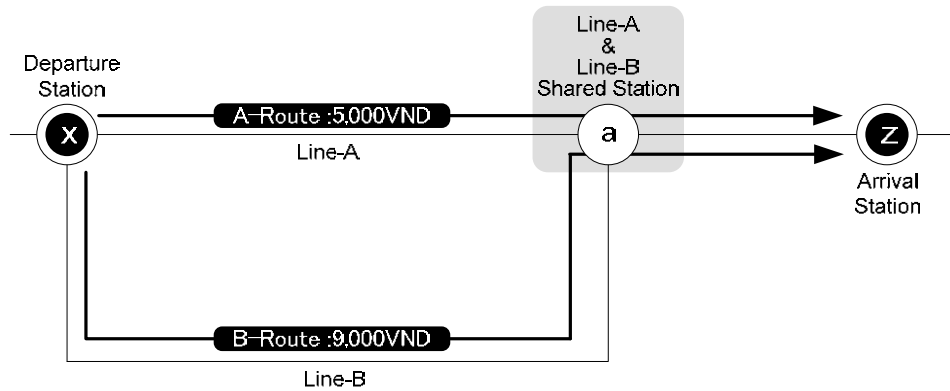 Line-A
&
Line-B
Shared Station
Departure
Station
A-Route :5,000VND
X
a
Z
Line-A
Arrival
Station
B-Route :9,000VND
Line-B